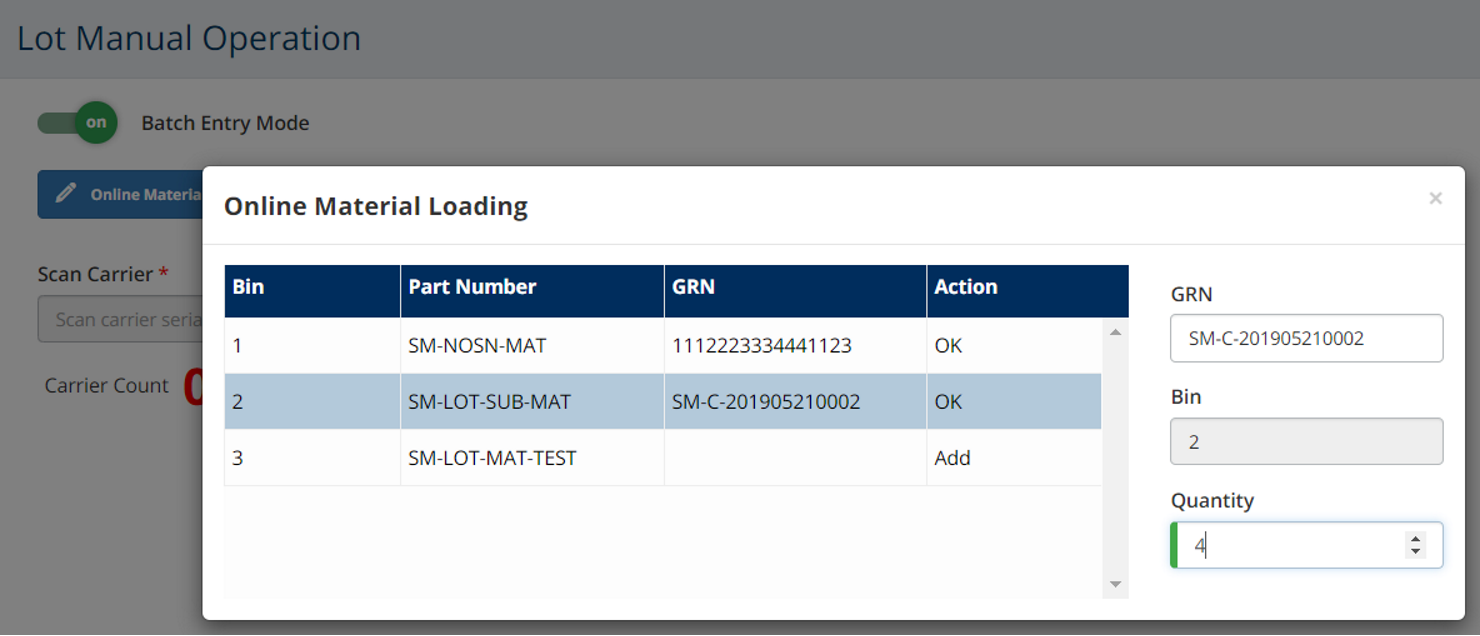 Lot Manual Operation
on Batch Entry Mode
Online Materia
Scan Carrier *
Scan carrier seria
Carrier Count 0
Online Material Loading ×
Bin Part Number GRN Action
1 SM-NOSN-MAT 1112223334441123 OK
2 SM-LOT-SUB-MAT SM-C-201905210002 OK
3 SM-LOT-MAT-TEST Add
GRN
SM-C-201905210002
Bin
2
Quantity
4